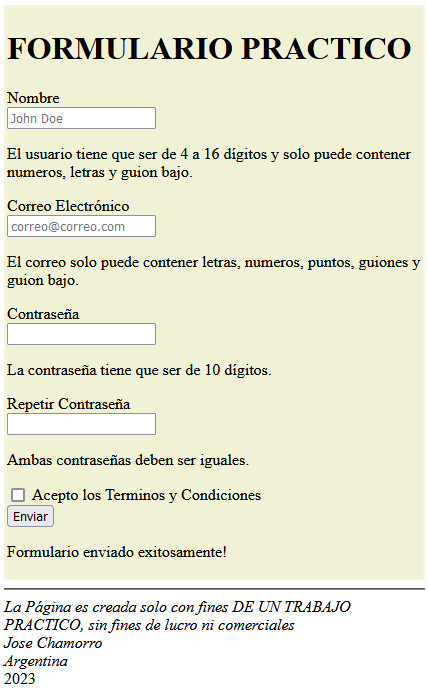 FORMULARIO PRACTICO
Nombre
John Doe
El usuario tiene que ser de 4 a 16 dígitos y solo puede contener
numeros, letras y guion bajo.
Correo Electrónico
correo@correo.com
El correo solo puede contener letras, numeros, puntos, guiones y
guion bajo.
Contraseña
La contraseña tiene que ser de 10 dígitos.
Repetir Contraseña
Ambas contraseñas deben ser iguales.
Acepto los Terminos y Condiciones
Enviar
Formulario enviado exitosamente!
La Página es creada solo con fines DE UN TRABAJO
PRACTICO, sin fines de lucro ni comerciales
Jose Chamorro
Argentina
2023